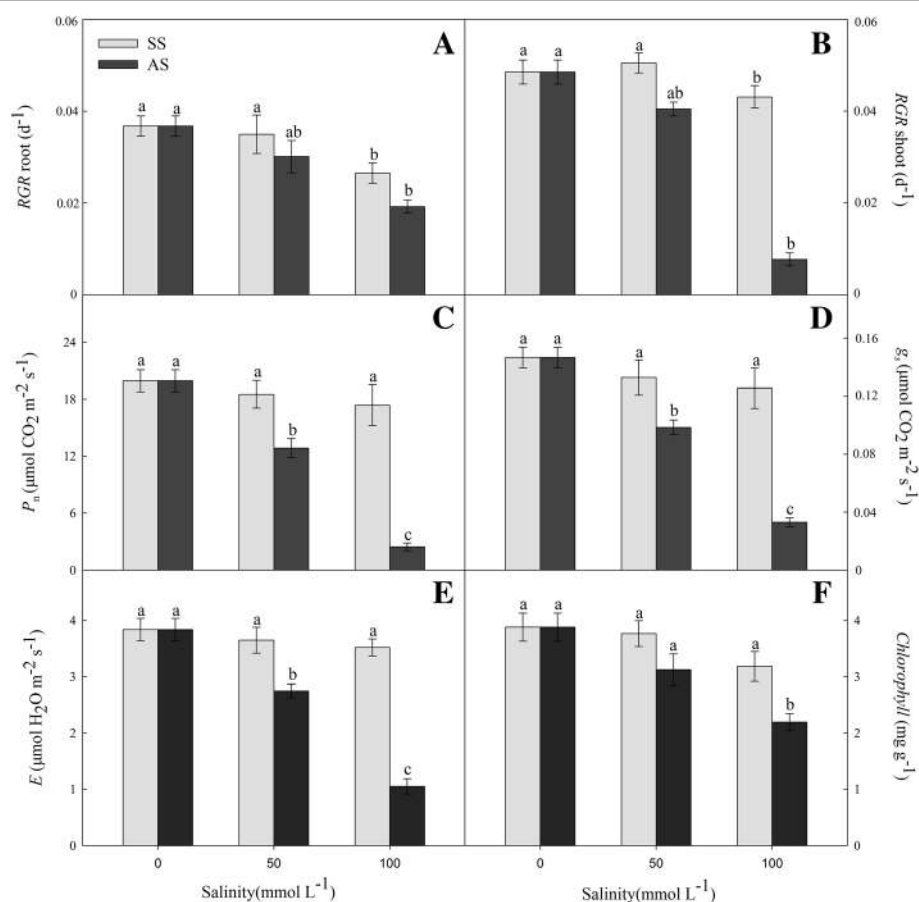 0.06
0.04
0.02
0
RGR root (d-1)
SS
AS
A
a a
a ab
b b
B
a a
a ab
b b
0.06
0.04
0.02
0
RGR shoot (d-1)
24
18
12
6
0
Pn (μmol CO2 m-2 s-1)
C
a a
a b
a c
D
a a
a b
a c
0.16
0.12
0.08
0.04
0
gs (μmol CO2 m-2 s-1)
4
3
2
1
0
E (μmol H2O m-2 s-1)
E
a a
a b
a c
F
a a
a a
a b
4
3
2
1
0
Chlorophyll (mg g-1)
0 50 100
Salinity(mmol L-1)
0 50 100
Salinity(mmol L-1)